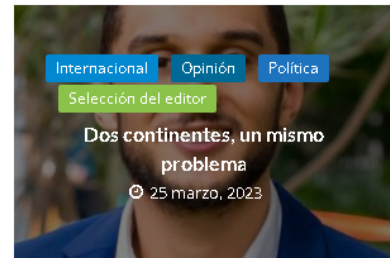 Internacional Opinión Política
Selección del editor
Dos continentes, un mismo
problema
25 marzo, 2023